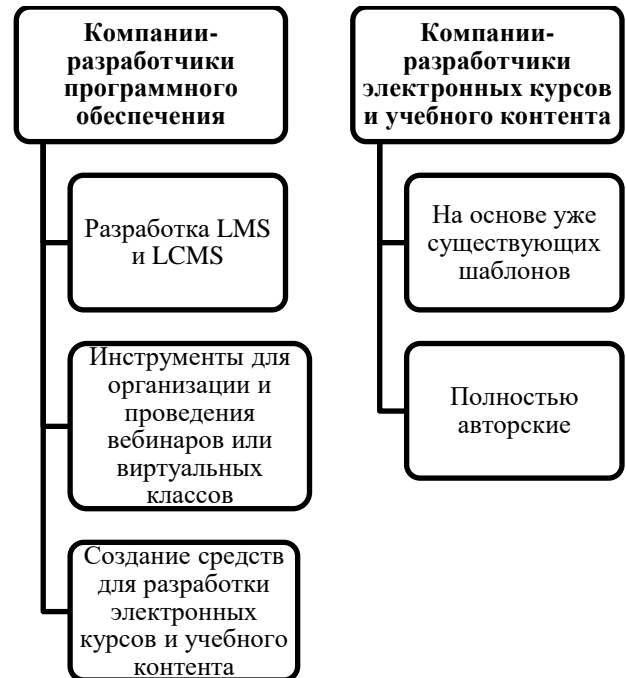 Компании-
разработчики
программного
обеспечения
Разработка LMS
и LCMS
Инструменты для
организации и
проведения
вебинаров или
виртуальных
классов
Создание средств
для разработки
электронных
курсов и учебного
контента
Компании-
разработчики
электронных курсов
и учебного контента
На основе уже
существующих
шаблонов
Полностью
авторские